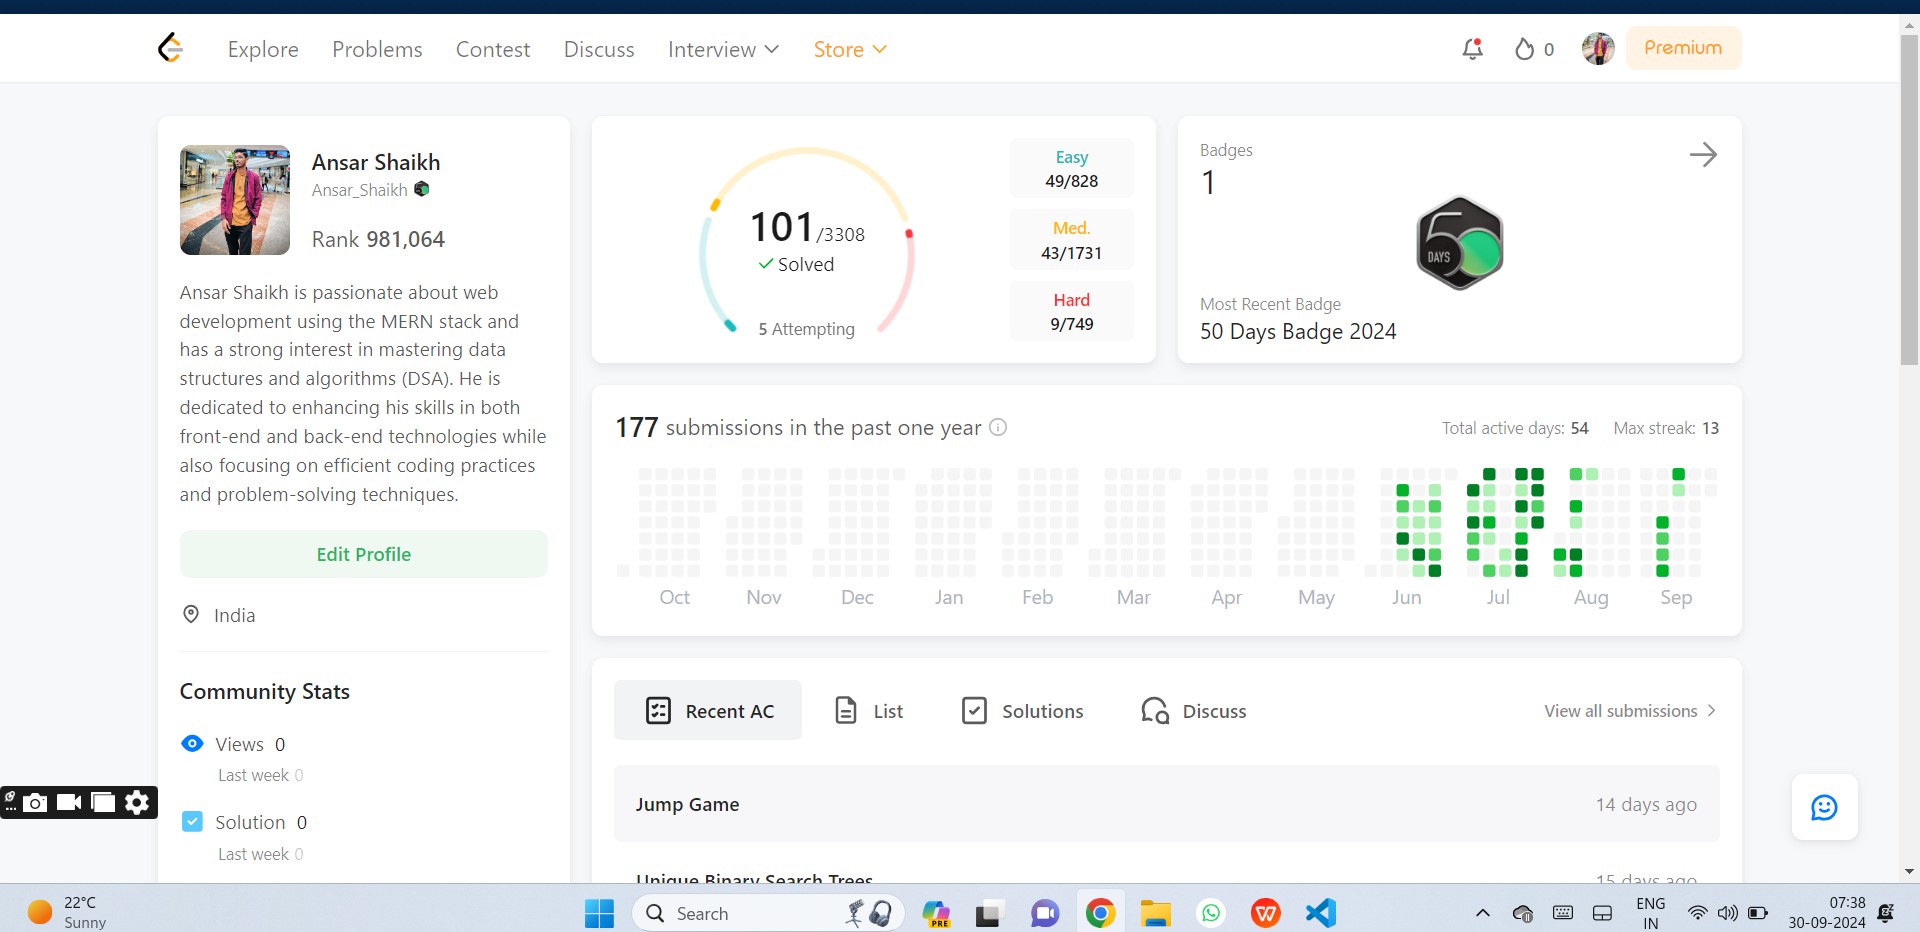 Explore Problems Contest Discuss Interview Store 0 Premium
Ansar Shaikh
Ansar_Shaikh
Rank 981,064
Ansar Shaikh is passionate about web
development using the MERN stack and
has a strong interest in mastering data
structures and algorithms (DSA). He is
dedicated to enhancing his skills in both
front-end and back-end technologies while
also focusing on efficient coding practices
and problem-solving techniques.
Edit Profile
India
Community Stats
Views 0
Last week 0
Solution 0
Last week 0
101/3308
Solved
5 Attempting
Easy
49/828
Med.
43/1731
Hard
9/749
Badges
1
50
DAYS
Most Recent Badge
50 Days Badge 2024
177 submissions in the past one year
Total active days: 54 Max streak: 13
Oct Nov Dec Jan Feb Mar Apr May Jun Jul Aug Sep
Recent AC List Solutions Discuss View all submissions
Jump Game 14 days ago
Unique Binary Search Trees 15 days ago
22°C
Sunny
Search
PRE
ENG
IN
07:38
30-09-2024